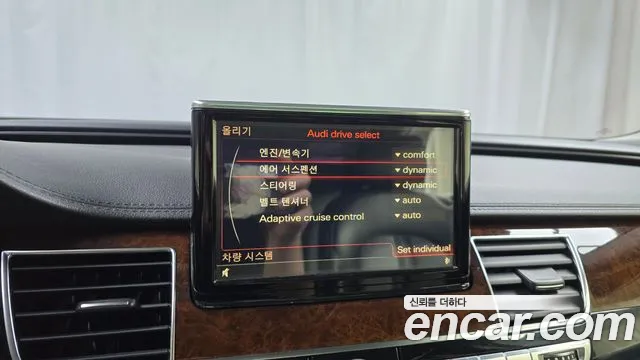 올리기
Audi drive select
엔진/변속기 ▼ comfort
에어 서스펜션 ▼ dynamic
스티어링 ▼ dynamic
벨트 텐셔너 ▼ auto
Adaptive cruise control ▼ auto
Set individual
차량 시스템
신뢰를 더하다
encar.com